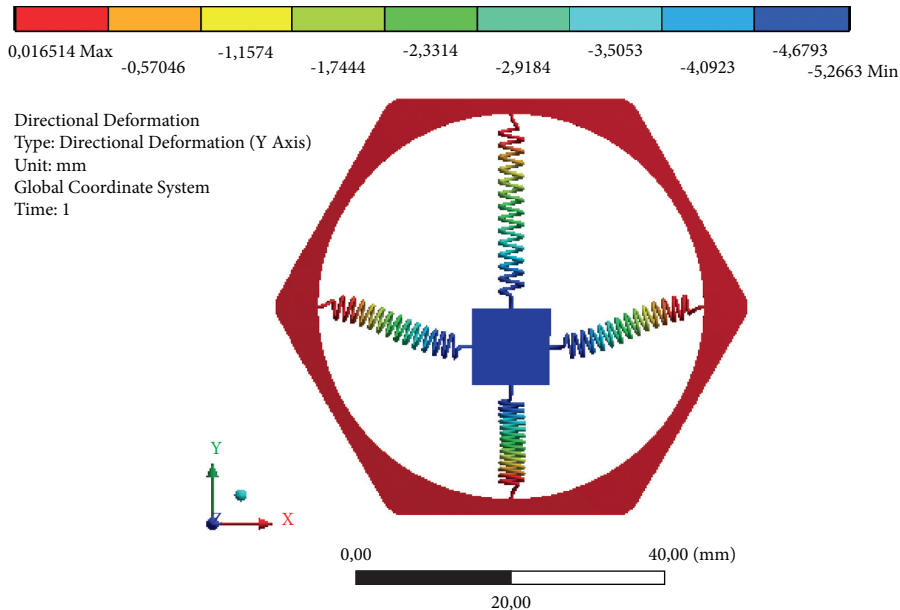 0,016514 Max -1,1574 -2,3314 -3,5053 -4,6793
-0,57046 -1,7444 -2,9184 -4,0923 -5,2663 Min
Directional Deformation
Type: Directional Deformation (Y Axis)
Unit: mm
Global Coordinate System
Time: 1
Y
Z X
0,00 40,00 (mm)
20,00